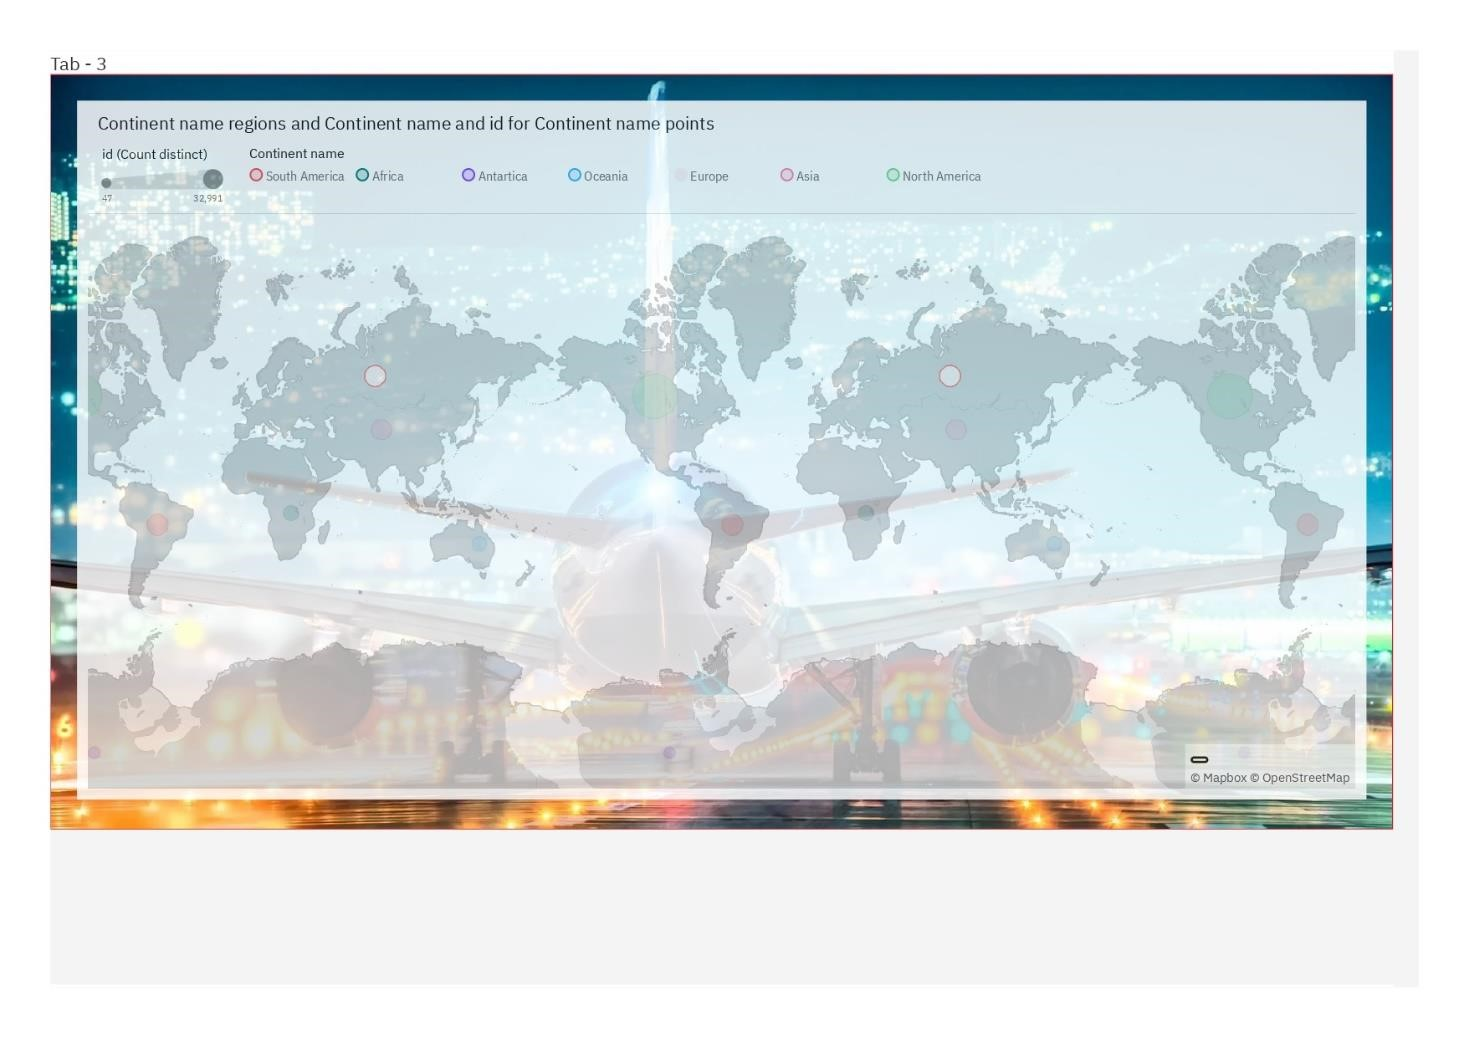 Tab - 3
Continent name regions and Continent name and id for Continent name points
id (Count distinct)
47
32,991
Continent name
South America
Africa
Antartica
Oceania
Europe
Asia
North America
6
© Mapbox © OpenStreetMap